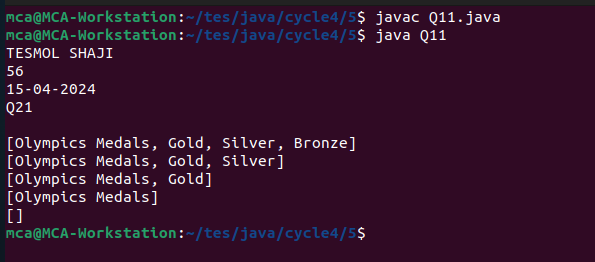 mca@MCA-Workstation:~/tes/java/cycle4/5$ javac Q11.java
mca@MCA-Workstation:~/tes/java/cycle4/5$ java Q11
TESMOL SHAJI
56
15-04-2024
Q21
[Olympics Medals, Gold, Silver, Bronze]
[Olympics Medals, Gold, Silver]
[Olympics Medals, Gold]
[Olympics Medals]
[]
mca@MCA-Workstation:~/tes/java/cycle4/5$